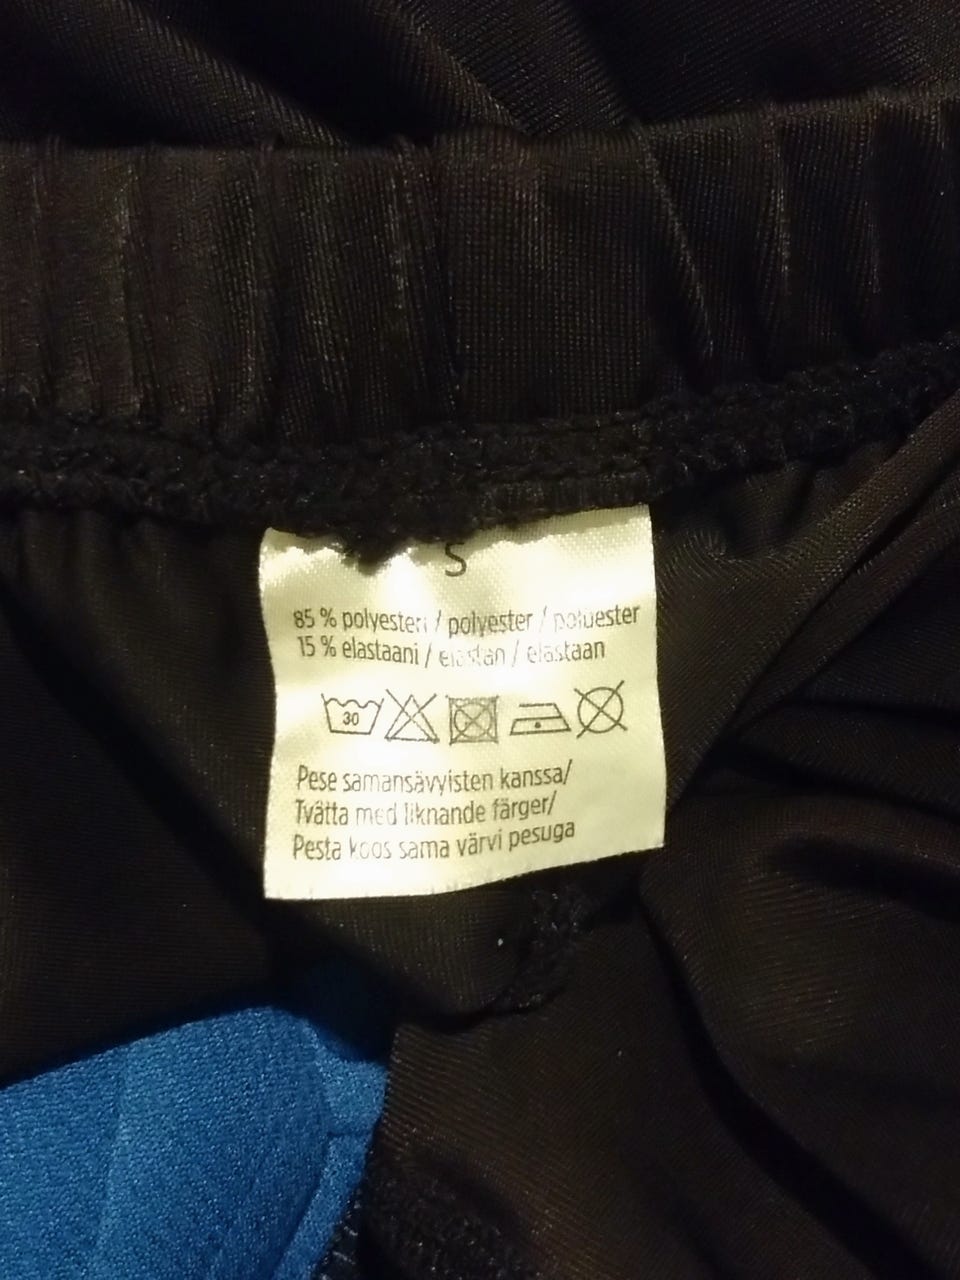 S
85 % polyesteri / polyester / poluester
15 % elastaani / elastan / elastaan
30
Pese samansävyisten kanssa/
Tvätta med liknande färger/
Pesta koos sama värvi pesuga